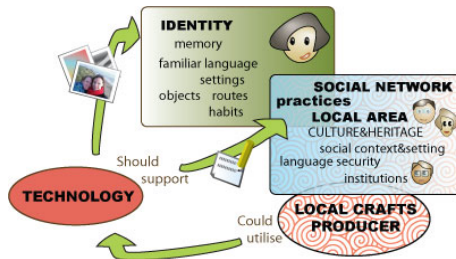 IDENTITY
memory
familiar language
settings
objects routes
habits
SOCIAL NETWORK
practices
LOCAL AREA
CULTURE&HERITAGE
social context&setting
language security
institutions
Should
support
TECHNOLOGY
Could
utilise
LOCAL CRAFTS
PRODUCER